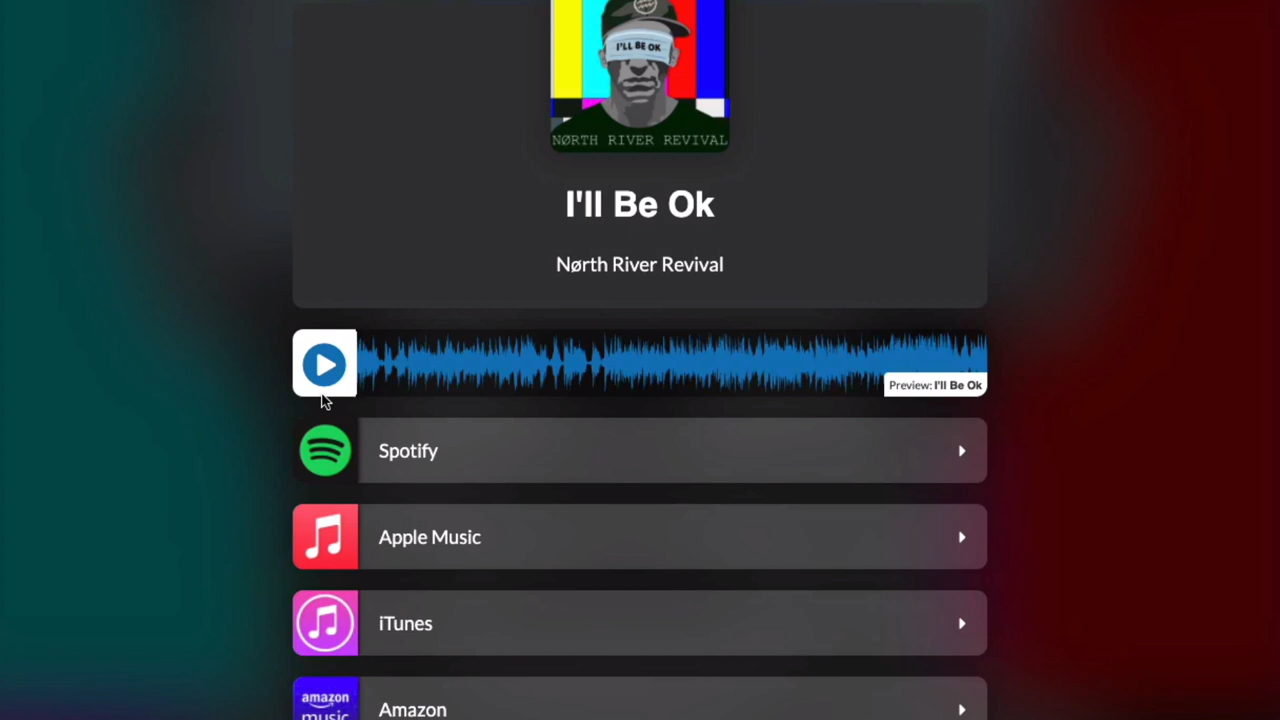 I'LL BE OK
NØRTH RIVER REVIVAL
I'll Be Ok
Nørth River Revival
Preview: I'll Be Ok
Spotify
Apple Music
iTunes
amazon
music
Amazon